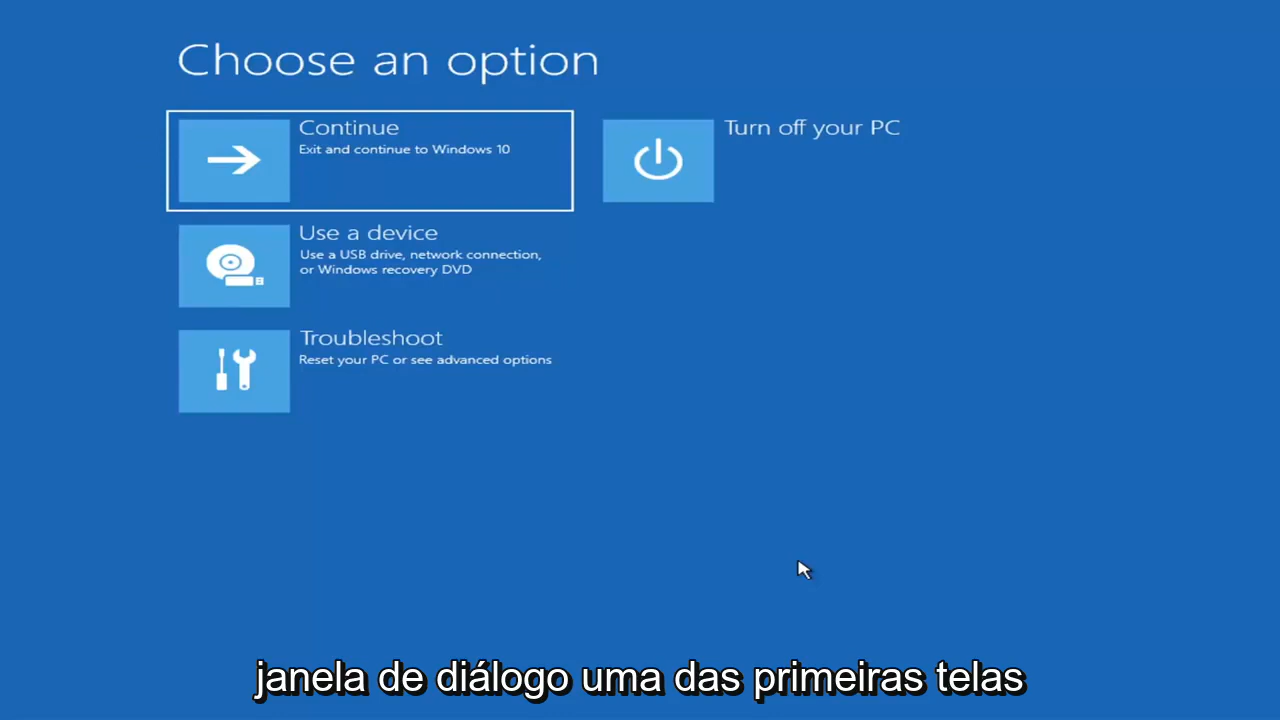 Choose an option
Continue
Exit and continue to Windows 10
Turn off your PC
Use a device
Use a USB drive, network connection,
or Windows recovery DVD
Troubleshoot
Reset your PC or see advanced options
janela de diálogo uma das primeiras telas